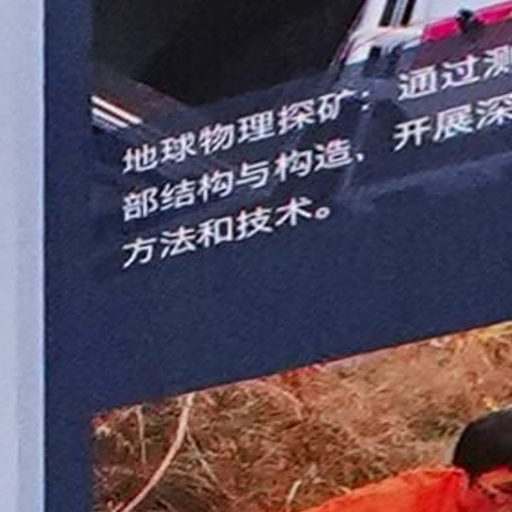 地球物理探矿：通过测
部结构与构造、开展深
方法和技术。